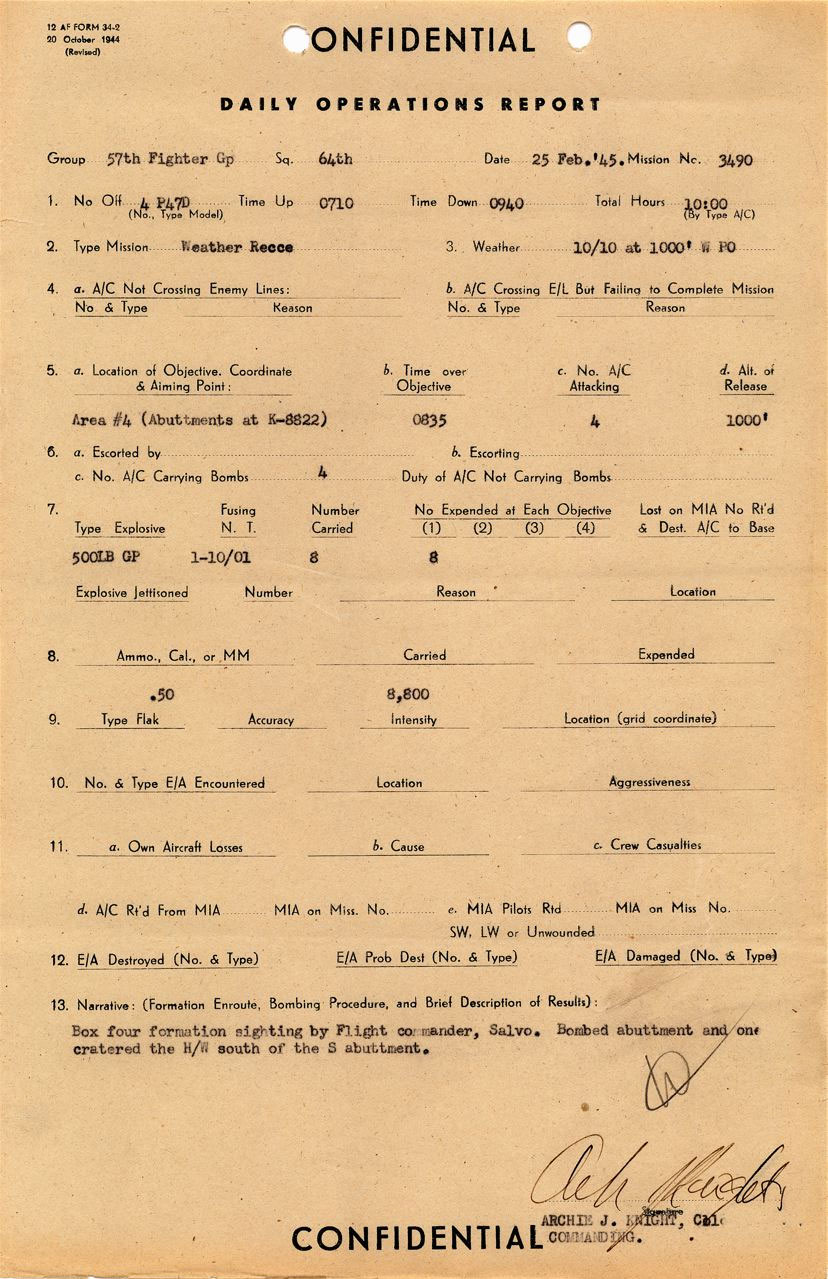 12 AF FORM 34-2
20 October 1944
(Revised)
ONFIDENTIAL
DAILY OPERATIONS REPORT
Group 57th Fighter Gp Sq. 64th Date 25 Feb.'45. Mission No. 3490
1. No Off 4 P47D Time Up 0710 Time Down 0940 Total Hours 10:00
(No., Type Model) (By Type A/C)
2. Type Mission Weather Recce 3. Weather 10/10 at 1000' W PO
4. a. A/C Not Crossing Enemy Lines: b. A/C Crossing E/L But Failing to Complete Mission
No & Type Reason No. & Type Reason
5. a. Location of Objective. Coordinate b. Time over c. No. A/C d. Alt. of
& Aiming Point: Objective Attacking Release
Area #4 (Abuttments at K-8822) 0835 4 1000'
6. a. Escorted by b. Escorting
c. No. A/C Carrying Bombs 4 Duty of A/C Not Carrying Bombs
7. Fusing Number No Expended at Each Objective Lost on MIA No Rt'd
Type Explosive N. T. Carried (1) (2) (3) (4) & Dest. A/C to Base
500LB GP 1-10/01 8 8
Explosive Jettisoned Number Reason Location
8. Ammo., Cal., or MM Carried Expended
.50 8,800
9. Type Flak Accuracy Intensity Location (grid coordinate)
10. No. & Type E/A Encountered Location Aggressiveness
11. a. Own Aircraft Losses b. Cause c. Crew Casualties
d. A/C Rt'd From MIA MIA on Miss. No. e. MIA Pilots Rtd MIA on Miss No.
SW, LW or Unwounded
12. E/A Destroyed (No. & Type) E/A Prob Dest (No. & Type) E/A Damaged (No. & Type)
13. Narrative: (Formation Enroute, Bombing Procedure, and Brief Description of Results):
Box four formation sighting by Flight commander, Salvo. Bombed abuttment and one
cratered the H/W south of the S abuttment.
Signature
ARCHIE J. KNIGHT, Col
COMMANDING.
CONFIDENTIAL